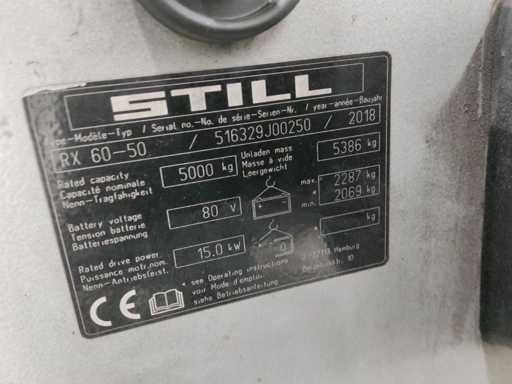 STILL
Type-Modèle-Typ / Serial no.-No. de série-Serien-Nr. / year-année-Baujahr
RX 60-50 / 516329J00250 / 2018
Rated capacity
Capacité nominale
Nenn-Tragfähigkeit
5000 kg
Unladen mass
Masse à vide
Leergewicht
5386 kg
Battery voltage
Tension batterie
Batteriespannung
80 V
max. 2287 kg
*
min. 2069 kg
Rated drive power.
Puissance motr.nom.
Nenn-Antriebsleist.
15.0 kW
* kg
CE
* see Operating instructions
voir Mode d'emploi
siehe Betriebsanleitung
Hamburg
10